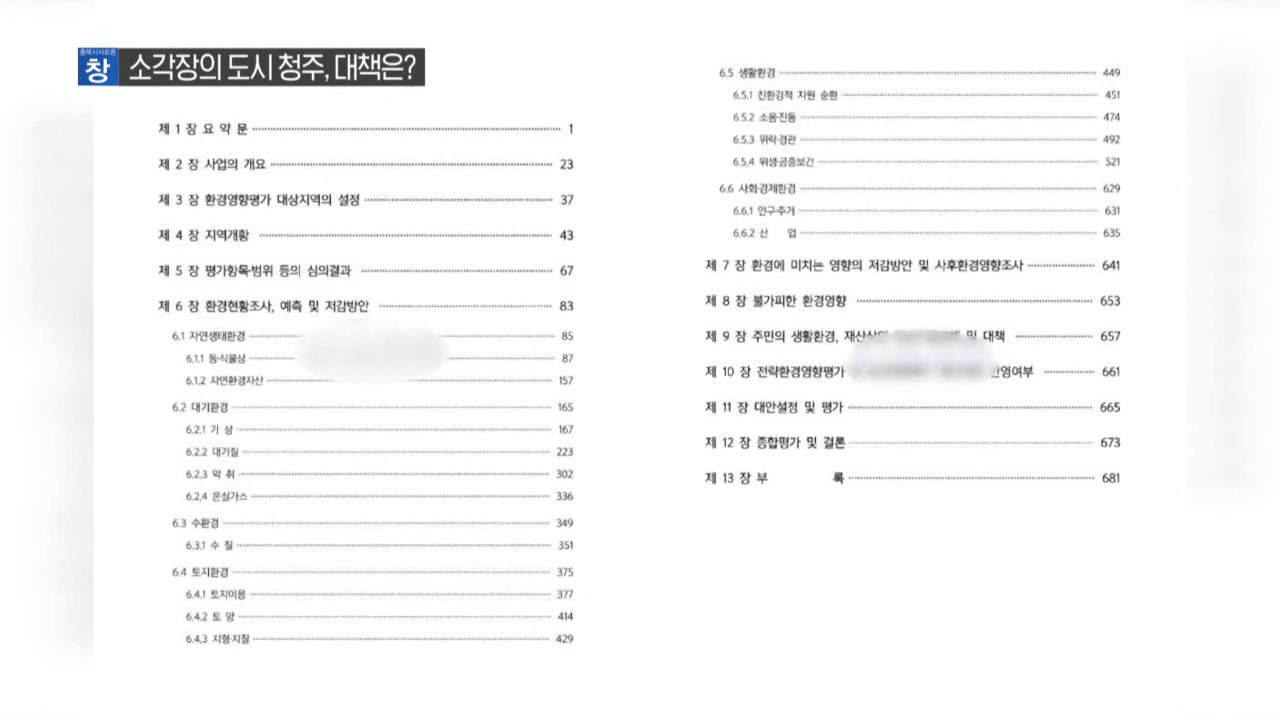 충북시사토론
창 소각장의 도시 청주, 대책은?
제 1 장 요 약 문 1
제 2 장 사업의 개요 23
제 3 장 환경영향평가 대상지역의 설정 37
제 4 장 지역개황 43
제 5 장 평가항목·범위 등의 심의결과 67
제 6 장 환경현황조사, 예측 및 저감방안 83
6.1 자연생태환경 85
6.1.1 동·식물상 87
6.1.2 자연환경자산 157
6.2 대기환경 165
6.2.1 기 상 167
6.2.2 대기질 223
6.2.3 악 취 302
6.2.4 온실가스 336
6.3 수환경 349
6.3.1 수 질 351
6.4 토지환경 375
6.4.1 토지이용 377
6.4.2 토 양 414
6.4.3 지형·지질 429
6.5 생활환경 449
6.5.1 친환경적 자원 순환 451
6.5.2 소음·진동 474
6.5.3 위락·경관 492
6.5.4 위생·공중보건 521
6.6 사회·경제환경 629
6.6.1 인구·주거 631
6.6.2 산 업 635
제 7 장 환경에 미치는 영향의 저감방안 및 사후환경영향조사 641
제 8 장 불가피한 환경영향 653
제 9 장 주민의 생활환경, 및 대책 657
제 10 장 전략환경영향평가 반영여부 661
제 11 장 대안설정 및 평가 665
제 12 장 종합평가 및 결론 673
제 13 장 부 록 681